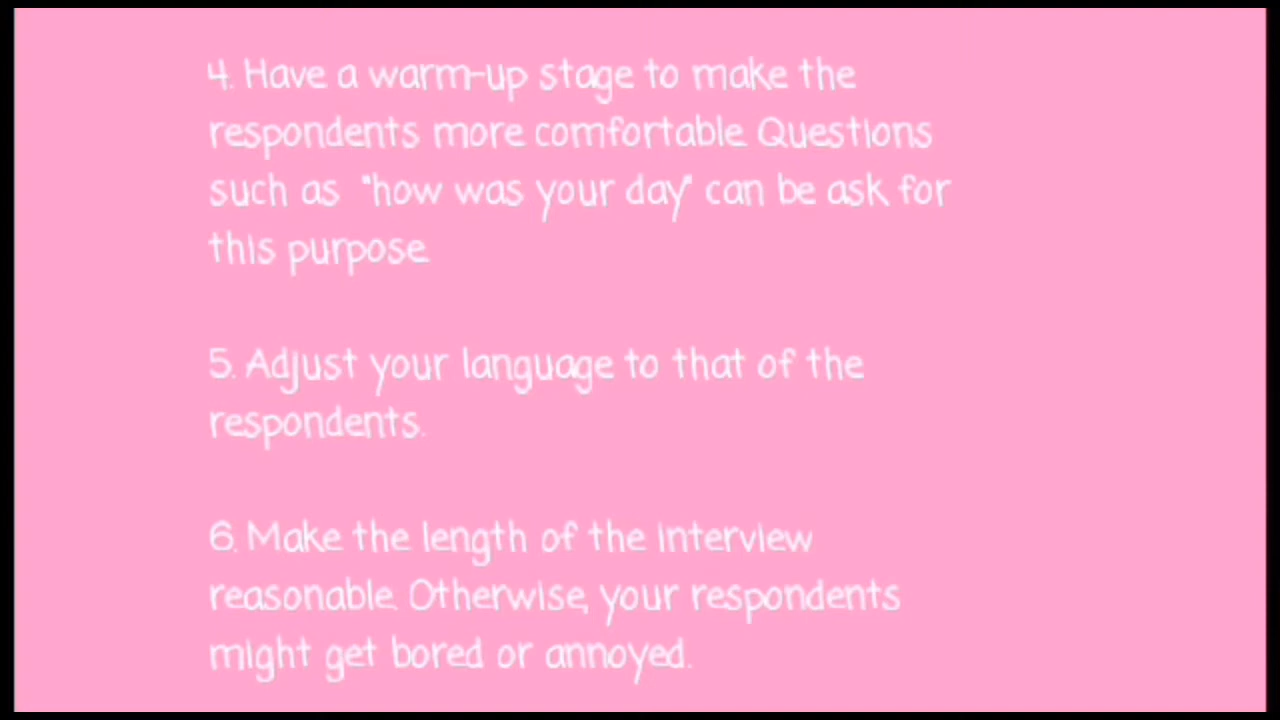 4. Have a warm-up stage to make the
respondents more comfortable. Questions
such as "how was your day" can be ask for
this purpose.
5. Adjust your language to that of the
respondents.
6. Make the length of the interview
reasonable. Otherwise, your respondents
might get bored or annoyed.